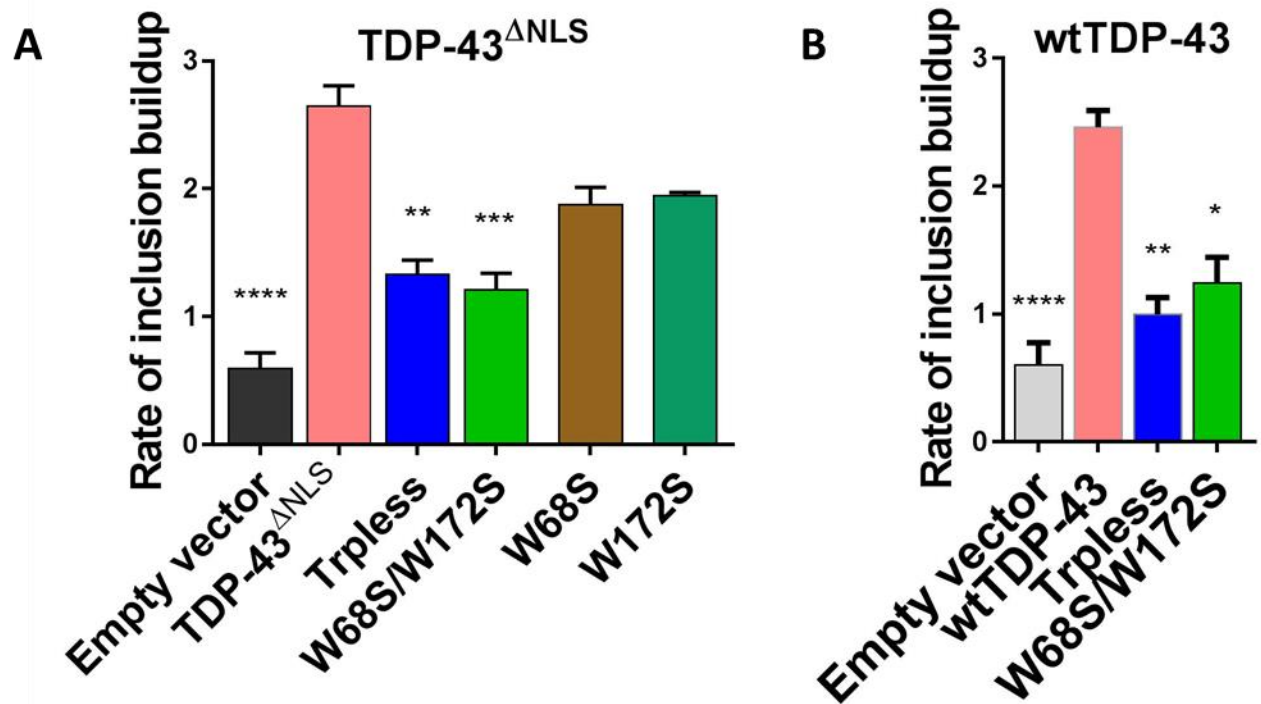 A
TDP-43ΔNLS
Rate of inclusion buildup
3
2
1
0
****
**
***
Empty vector
TDP-43ΔNLS
Trpless
W68S/W172S
W68S
W172S
B
wtTDP-43
Rate of inclusion buildup
3
2
1
0
****
**
*
Empty vector
wtTDP-43
Trpless
W68S/W172S